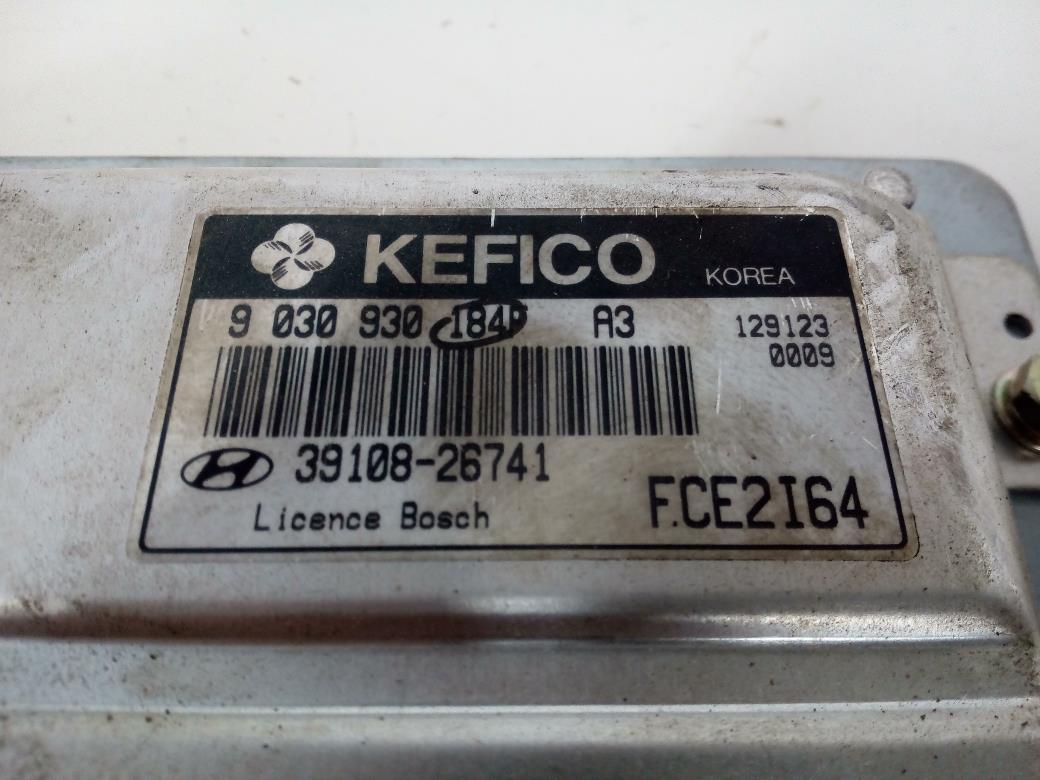 KEFICO KOREA
9 030 930 184F A3 129123
0009
39108-26741
Licence Bosch F.CE2I64